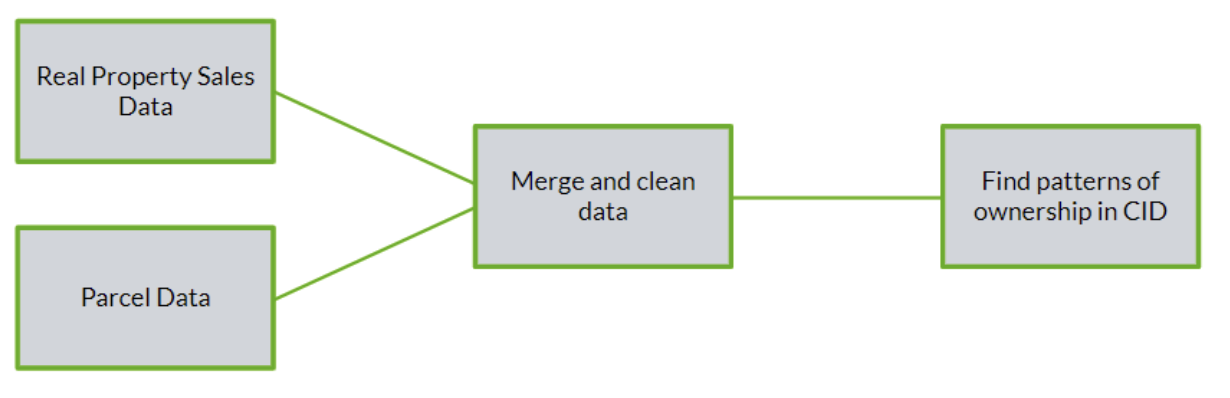 Real Property Sales
Data
Parcel Data
Merge and clean
data
Find patterns of
ownership in CID